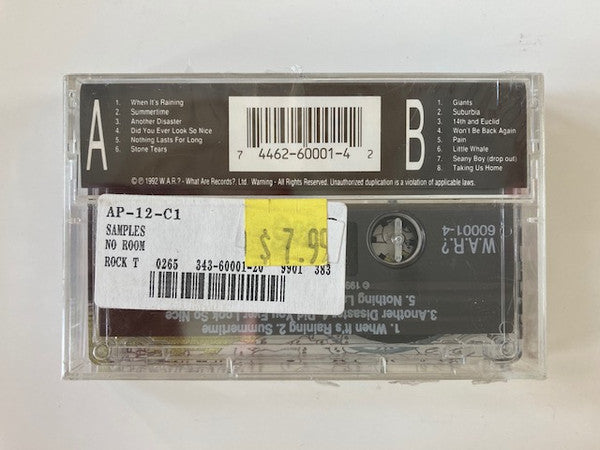 A
1. When It's Raining
2. Summertime
3. Another Disaster
4. Did You Ever Look So Nice
5. Nothing Lasts For Long
6. Stone Tears
7 4462-60001-4 2
B
1. Giants
2. Suburbia
3. 14th and Euclid
4. Won't Be Back Again
5. Pain
6. Little Whale
7. Seany Boy (drop out)
8. Taking Us Home
© ℗ 1992 W.A.R.? - What Are Records?, Ltd. Warning - All Rights Reserved. Unauthorized duplication is a violation of applicable laws.
AP-12-C1
SAMPLES
NO ROOM
ROCK T 0265 343-60001-20 9901 383
$7.99
W.A.R.?
60001-4
1. When It's Raining 2. Summertime
3.Another Disaster 4. Did You Ever Look So Nice
5. Nothing L
© 199